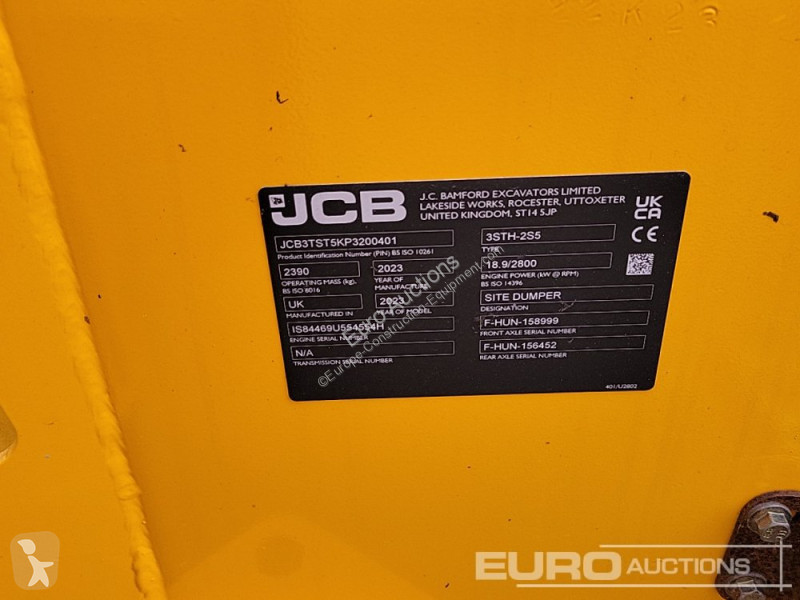 JCB
J.C. BAMFORD EXCAVATORS LIMITED
LAKESIDE WORKS, ROCESTER, UTTOXETER
UNITED KINGDOM, ST14 5JP
UK
CA
CE
JCB3TST5KP3200401
Product Identification Number (PIN) BS ISO 10261
2390
OPERATING MASS (kg),
BS ISO 6016
2023
YEAR OF
MANUFACTURE
UK
MANUFACTURED IN
2023
YEAR OF MODEL
IS84469U554554H
ENGINE SERIAL NUMBER
N/A
TRANSMISSION SERIAL NUMBER
3STH-2S5
TYPE
18.9/2800
ENGINE POWER (kW @ RPM)
BS ISO 14396
SITE DUMPER
DESIGNATION
F-HUN-158999
FRONT AXLE SERIAL NUMBER
F-HUN-156452
REAR AXLE SERIAL NUMBER
401/U2802
Euro Auctions
©Europe-Construction-Equipment.com
EURO AUCTIONS